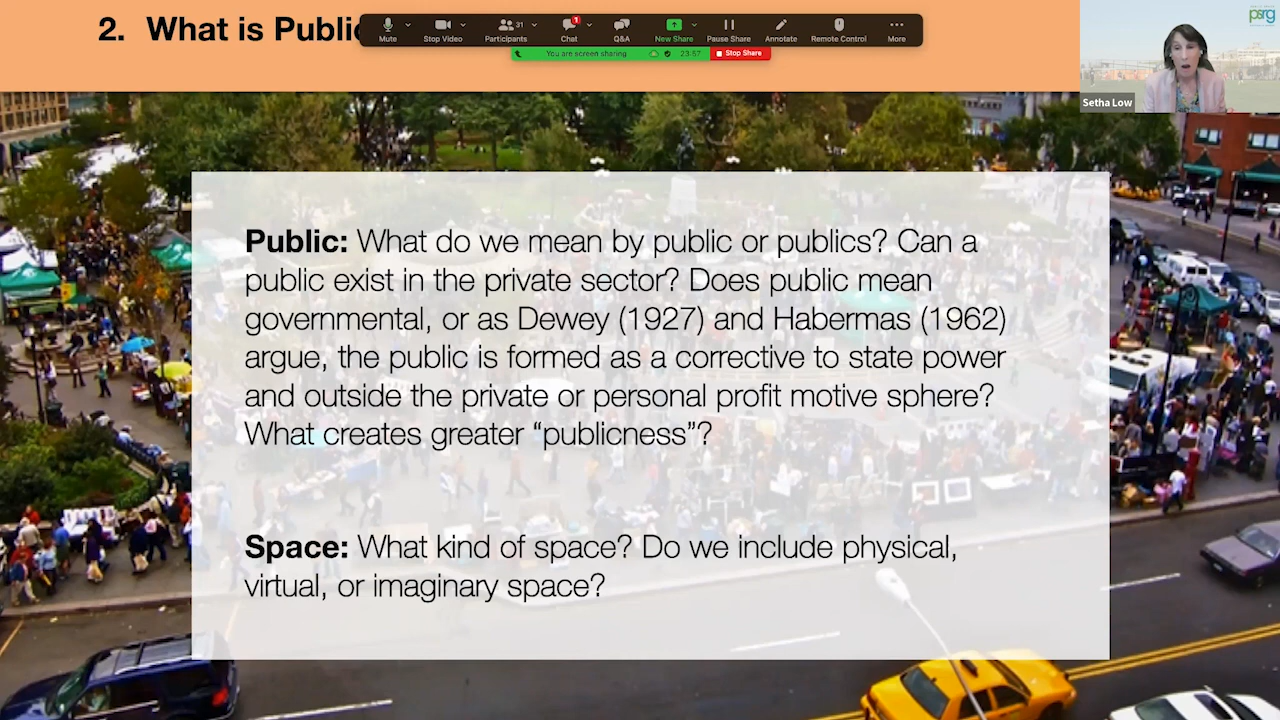 2. What is Public
Mute
Stop Video
31
Participants
1
Chat
Q&A
New Share
Pause Share
Annotate
Remote Control
More
You are screen sharing
23:57
Stop Share
psrg
Setha Low
Public: What do we mean by public or publics? Can a
public exist in the private sector? Does public mean
governmental, or as Dewey (1927) and Habermas (1962)
argue, the public is formed as a corrective to state power
and outside the private or personal profit motive sphere?
What creates greater “publicness”?
Space: What kind of space? Do we include physical,
virtual, or imaginary space?